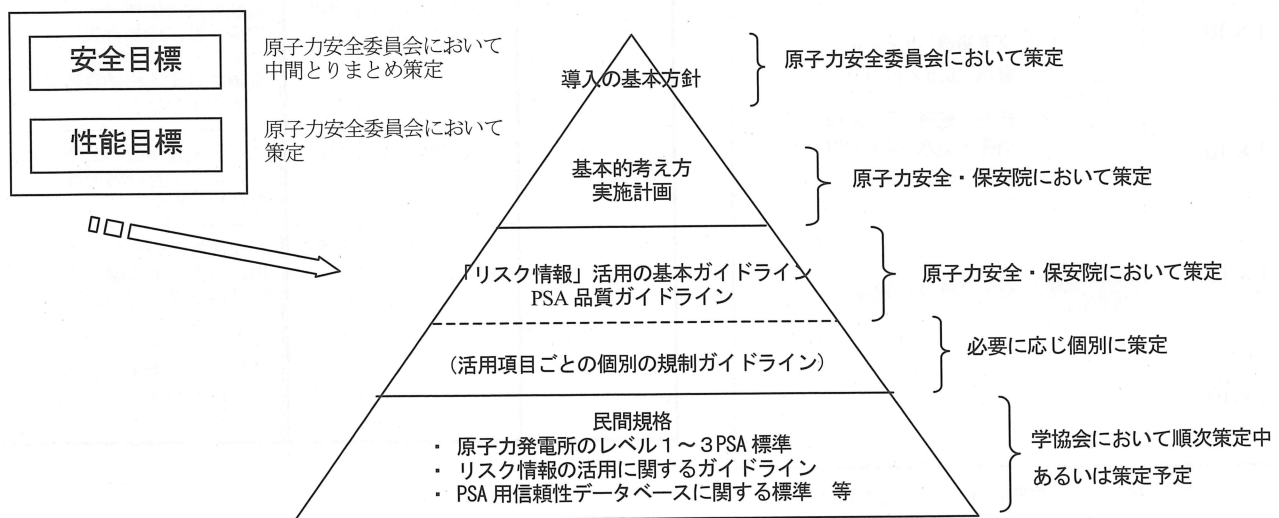 安全目標
原子力安全委員会において
中間とりまとめ策定
性能目標
原子力安全委員会において
策定
導入の基本方針
原子力安全委員会において策定
基本的考え方
実施計画
原子力安全・保安院において策定
「リスク情報」活用の基本ガイドライン
PSA品質ガイドライン
原子力安全・保安院において策定
(活用項目ごとの個別の規制ガイドライン)
必要に応じ個別に策定
民間規格
・ 原子力発電所のレベル1~3PSA標準
・ リスク情報の活用に関するガイドライン
・ PSA用信頼性データベースに関する標準 等
学協会において順次策定中
あるいは策定予定